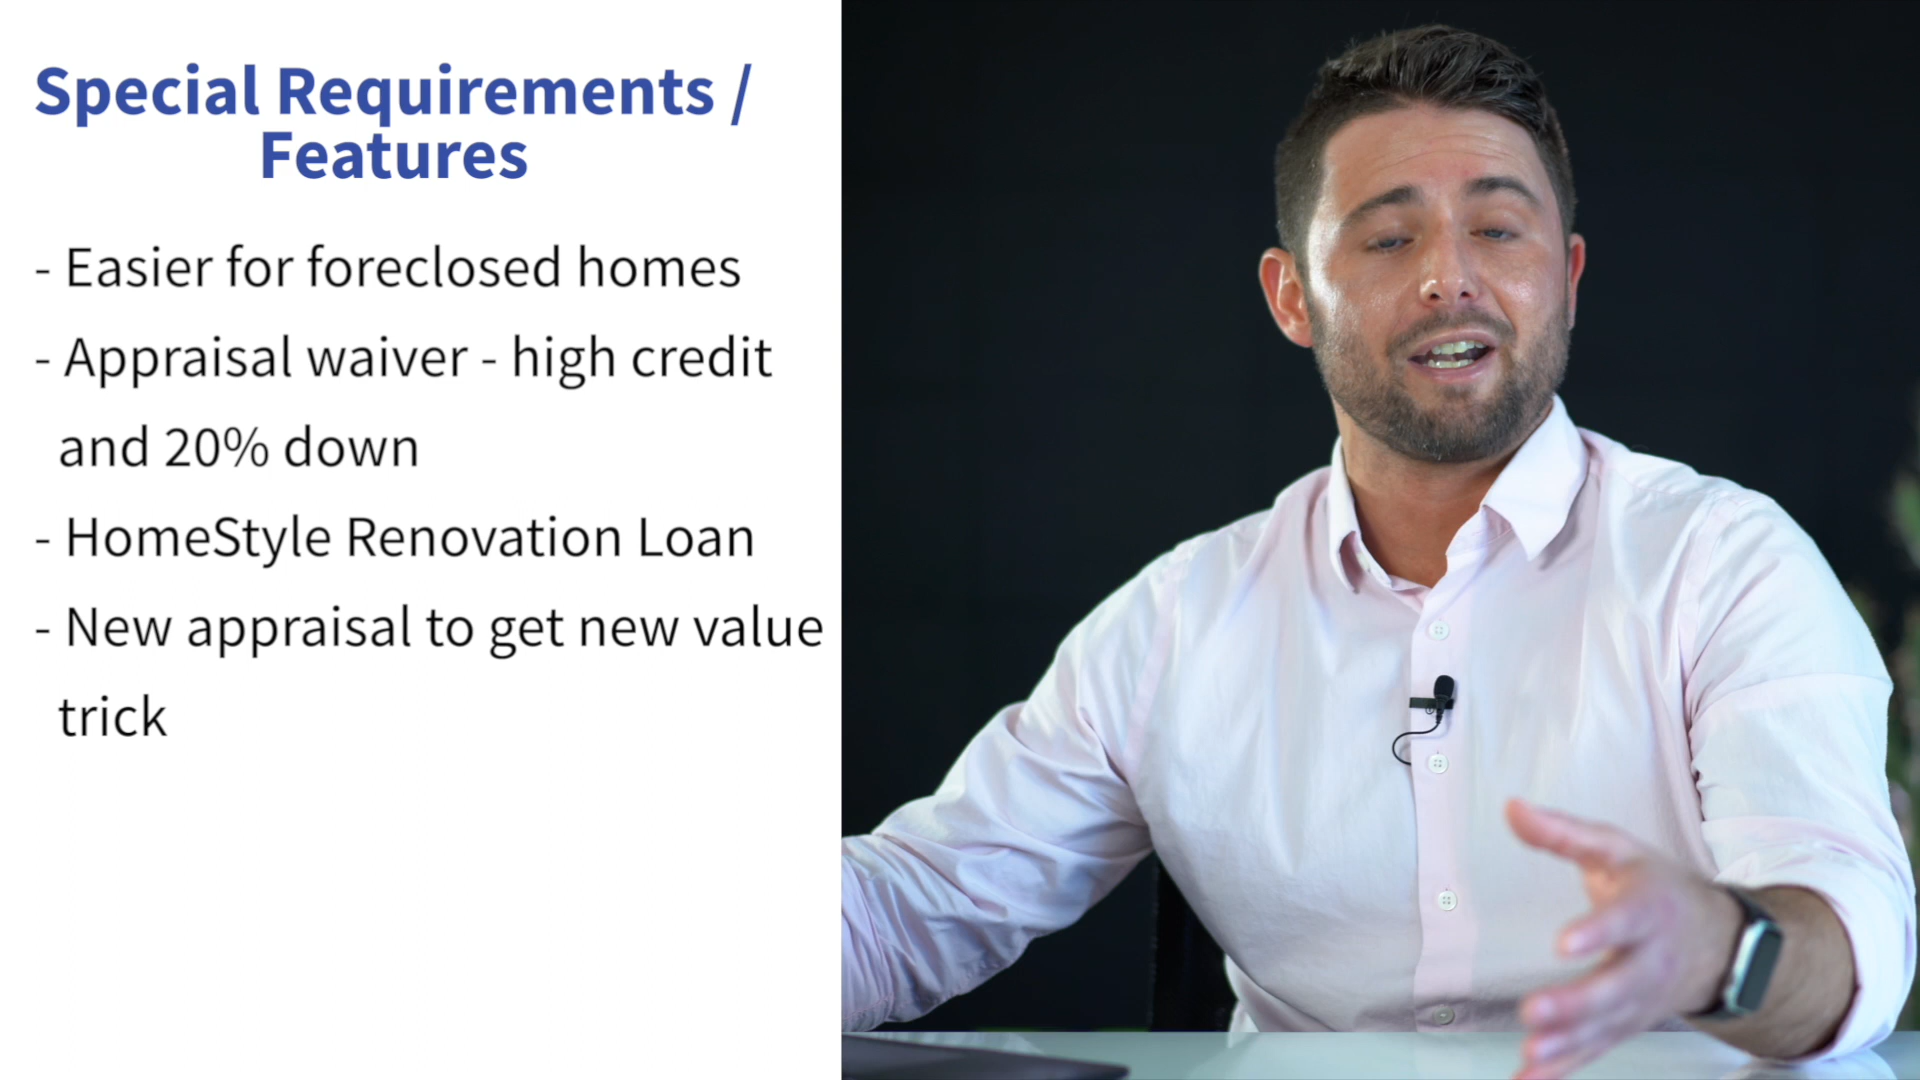 Special Requirements /
Features
- Easier for foreclosed homes
- Appraisal waiver - high credit
and 20% down
- HomeStyle Renovation Loan
- New appraisal to get new value
trick